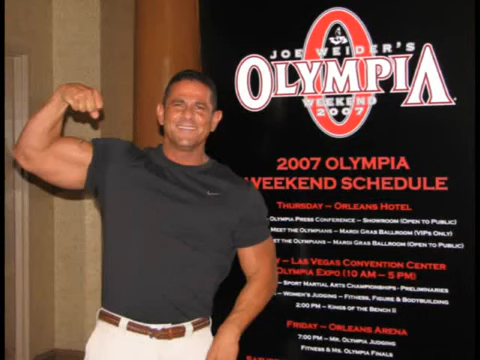 JOE WEIDER'S
OLYMPIA
WEEKEND
2007
2007 OLYMPIA
WEEKEND SCHEDULE
THURSDAY – ORLEANS HOTEL
OLYMPIA PRESS CONFERENCE – SHOWROOM (OPEN TO PUBLIC)
MEET THE OLYMPIANS – MARDI GRAS BALLROOM (VIPS ONLY)
THE OLYMPIANS – MARDI GRAS BALLROOM (OPEN TO PUBLIC)
– LAS VEGAS CONVENTION CENTER
OLYMPIA EXPO (10 AM – 5 PM)
SPORT MARTIAL ARTS CHAMPIONSHIPS - PRELIMINARIES
– WOMEN'S JUDGING – FITNESS, FIGURE & BODYBUILDING
2:00 PM – KINGS OF THE BENCH II
FRIDAY – ORLEANS ARENA
7:00 PM– MS. OLYMPIA JUDGING
FITNESS & MS. OLYMPIA FINALS